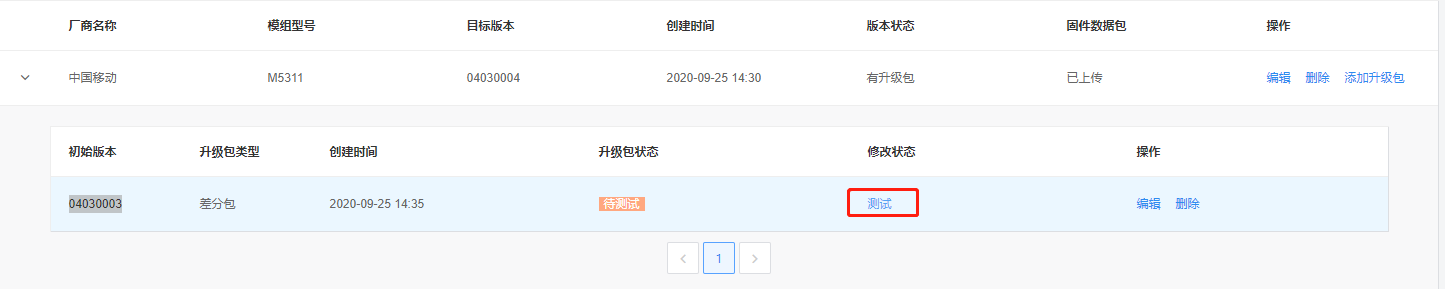 厂商名称 模组型号 目标版本 创建时间 版本状态 固件数据包 操作
中国移动 M5311 04030004 2020-09-25 14:30 有升级包 已上传 编辑 删除 添加升级包
初始版本 升级包类型 创建时间 升级包状态 修改状态 操作
04030003 差分包 2020-09-25 14:35 待测试 测试 编辑 删除
1